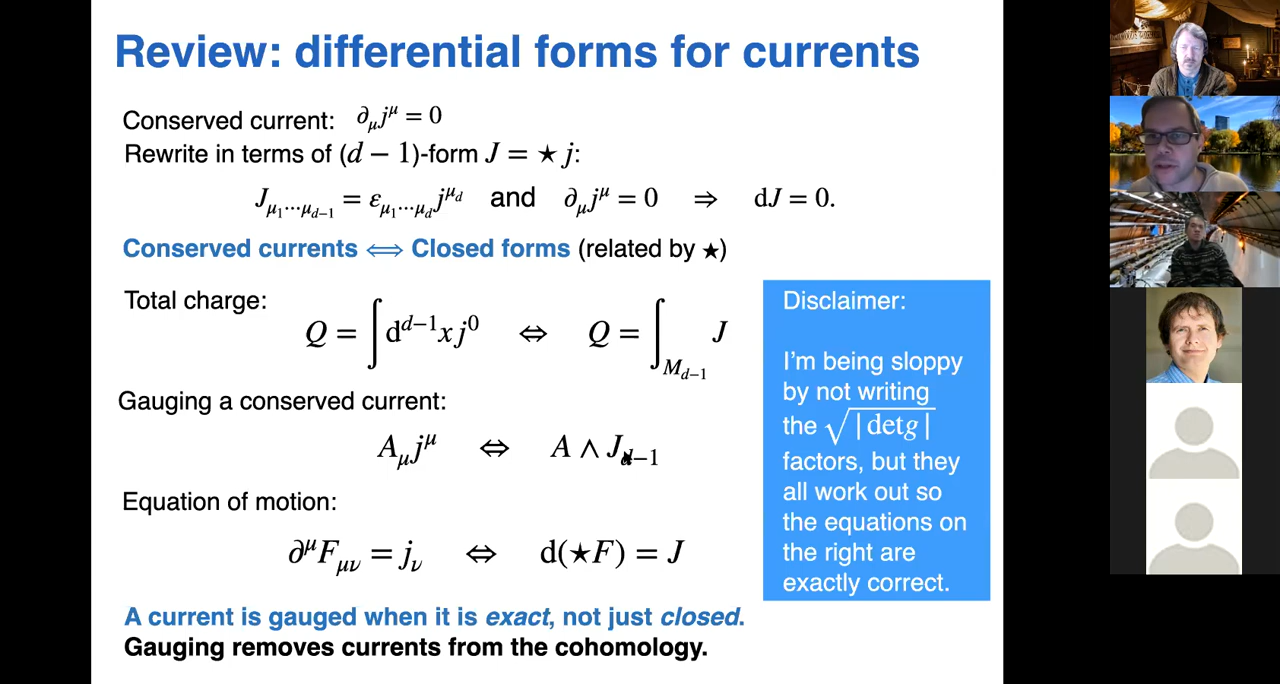 Review: differential forms for currents
Conserved current: ∂_μ j^μ = 0
Rewrite in terms of (d − 1)-form J = ⋆ j:
J_{μ₁⋯μ_{d−1}} = ε_{μ₁⋯μ_d} j^{μ_d} and ∂_μ j^μ = 0 ⇒ dJ = 0.
Conserved currents ⟺ Closed forms (related by ⋆)
Total charge:
Q = ∫ d^{d−1}x j⁰ ⇔ Q = ∫_{M_{d−1}} J
Gauging a conserved current:
A_μ j^μ ⇔ A ∧ J_{d−1}
Equation of motion:
∂^μ F_{μν} = j_ν ⇔ d(⋆F) = J
A current is gauged when it is exact, not just closed.
Gauging removes currents from the cohomology.
Disclaimer:
I’m being sloppy
by not writing
the √|detg|
factors, but they
all work out so
the equations on
the right are
exactly correct.